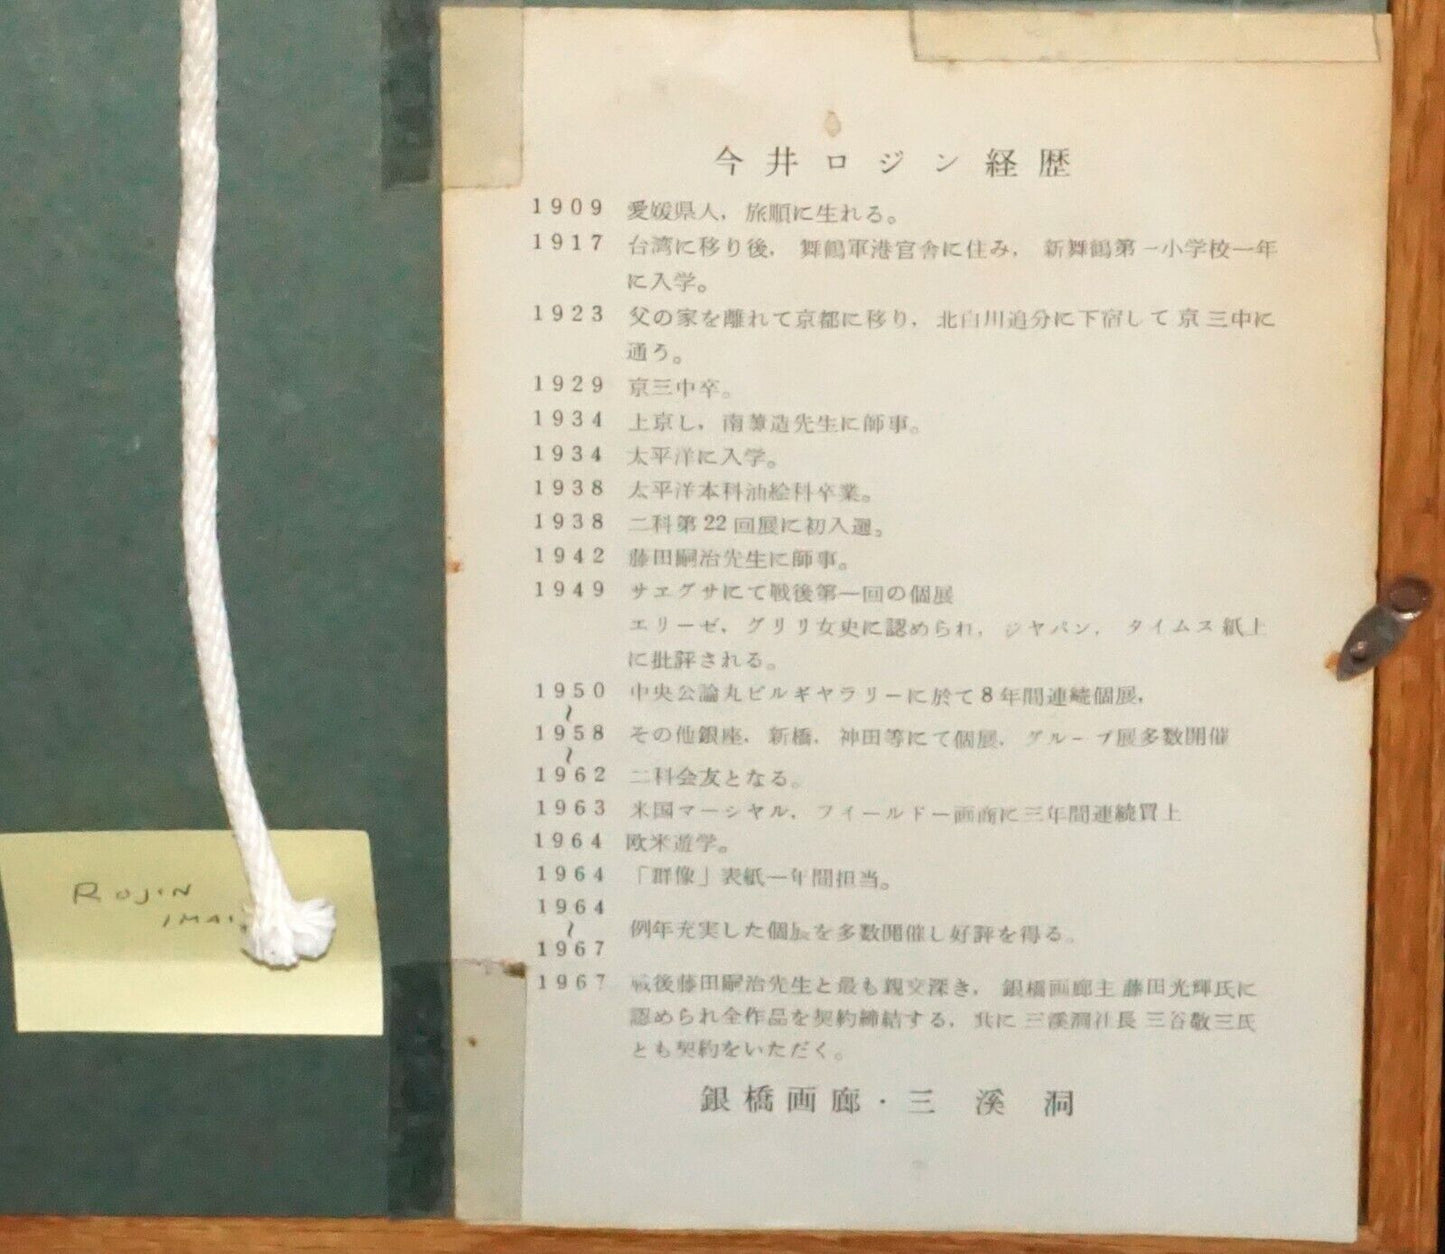 今井ロジン経歴
1909 愛媛県人，旅順に生れる。
1917 台湾に移り後，舞鶴軍港官舎に住み，新舞鶴第一小学校一年
に入学。
1923 父の家を離れて京都に移り，北白川追分に下宿して京三中に
通ろ。
1929 京三中卒。
1934 上京し，南薫造先生に師事。
1934 太平洋に入学。
1938 太平洋本科油絵科卒業。
1938 二科第22回展に初入選。
1942 藤田嗣治先生に師事。
1949 サエグサにて戦後第一回の個展
エリーゼ，グリリ女史に認められ，ジヤパン，タイムス紙上
に批評される。
1950 中央公論丸ビルギヤラリーに於て8年間連続個展，
〜
1958 その他銀座，新橋，神田等にて個展，グループ展多数開催
〜
1962 二科会友となる。
1963 米国マーシヤル，フイールドー画商に三年間連続買上
1964 欧米遊学。
1964 「群像」表紙一年間担当。
1964
〜 例年充実した個展を多数開催し好評を得る。
1967
1967 戦後藤田嗣治先生と最も親交深き，銀橋画廊主藤田光輝氏に
認められ全作品を契約締結する，共に三溪洞社長三谷敬三氏
とも契約をいただく。
銀橋画廊・三溪洞
ROJIN
IMAI